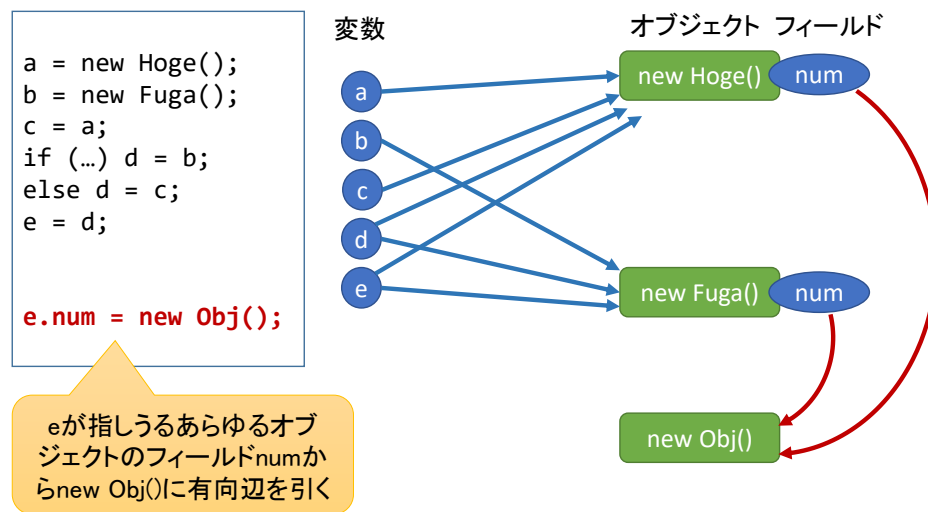 a = new Hoge();
b = new Fuga();
c = a;
if (…) d = b;
else d = c;
e = d;
e.num = new Obj();
eが指しうるあらゆるオブ
ジェクトのフィールドnumか
らnew Obj()に有向辺を引く
変数
オブジェクト フィールド
a
b
c
d
e
new Hoge() num
new Fuga() num
new Obj()